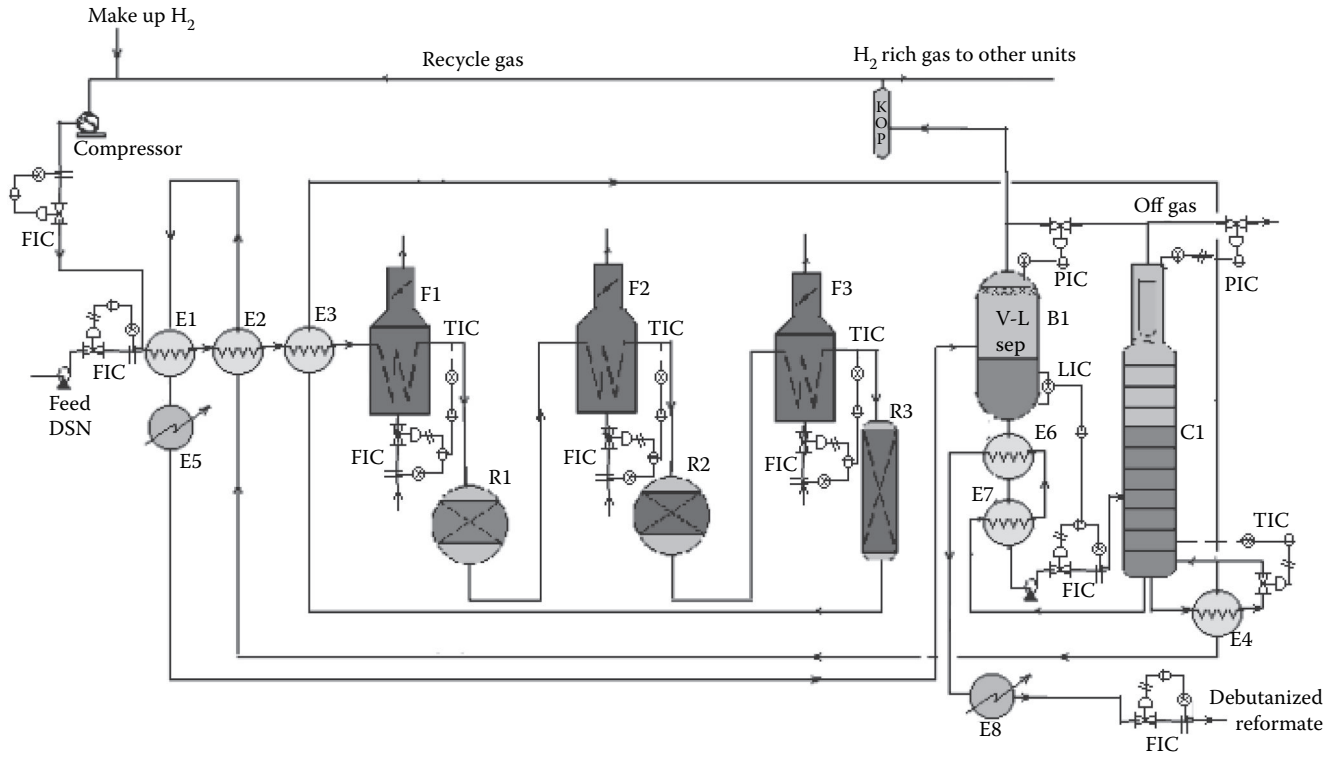 Make up H₂
Recycle gas
H₂ rich gas to other units
K
O
P
Compressor
Off gas
FIC
PIC
PIC
F1
F2
F3
E1
E2
E3
TIC
TIC
TIC
V-L
sep
B1
FIC
LIC
Feed
DSN
R3
C1
E5
E6
FIC
FIC
FIC
R1
R2
E7
TIC
FIC
E4
Debutanized
reformate
E8
FIC